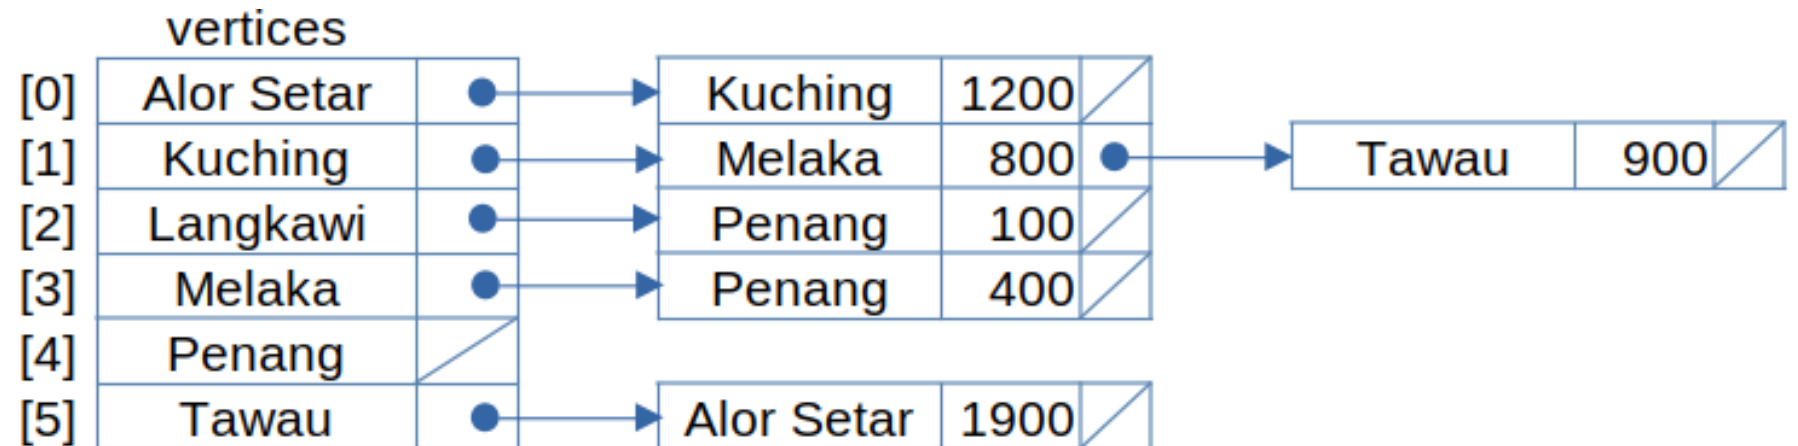 vertices
[0] Alor Setar Kuching 1200
[1] Kuching Melaka 800 Tawau 900
[2] Langkawi Penang 100
[3] Melaka Penang 400
[4] Penang
[5] Tawau Alor Setar 1900